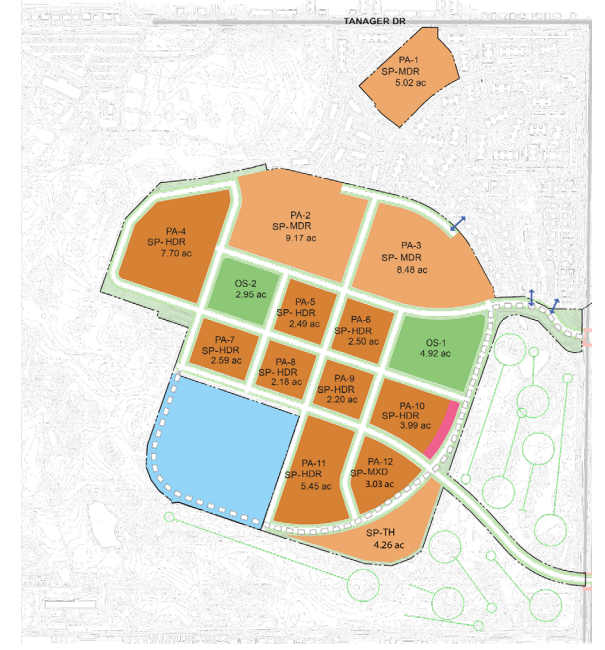 TANAGER DR
PA-1
SP-MDR
5.02 ac
PA-2
SP-MDR
9.17 ac
PA-4
SP-HDR
7.70 ac
PA-3
SP-MDR
8.48 ac
OS-2
2.95 ac
PA-5
SP-HDR
2.49 ac
PA-6
SP-HDR
2.50 ac
OS-1
4.92 ac
PA-7
SP-HDR
2.59 ac
PA-8
SP-HDR
2.18 ac
PA-9
SP-HDR
2.20 ac
PA-10
SP-HDR
3.99 ac
PA-11
SP-HDR
5.45 ac
PA-12
SP-MXD
3.03 ac
SP-TH
4.26 ac